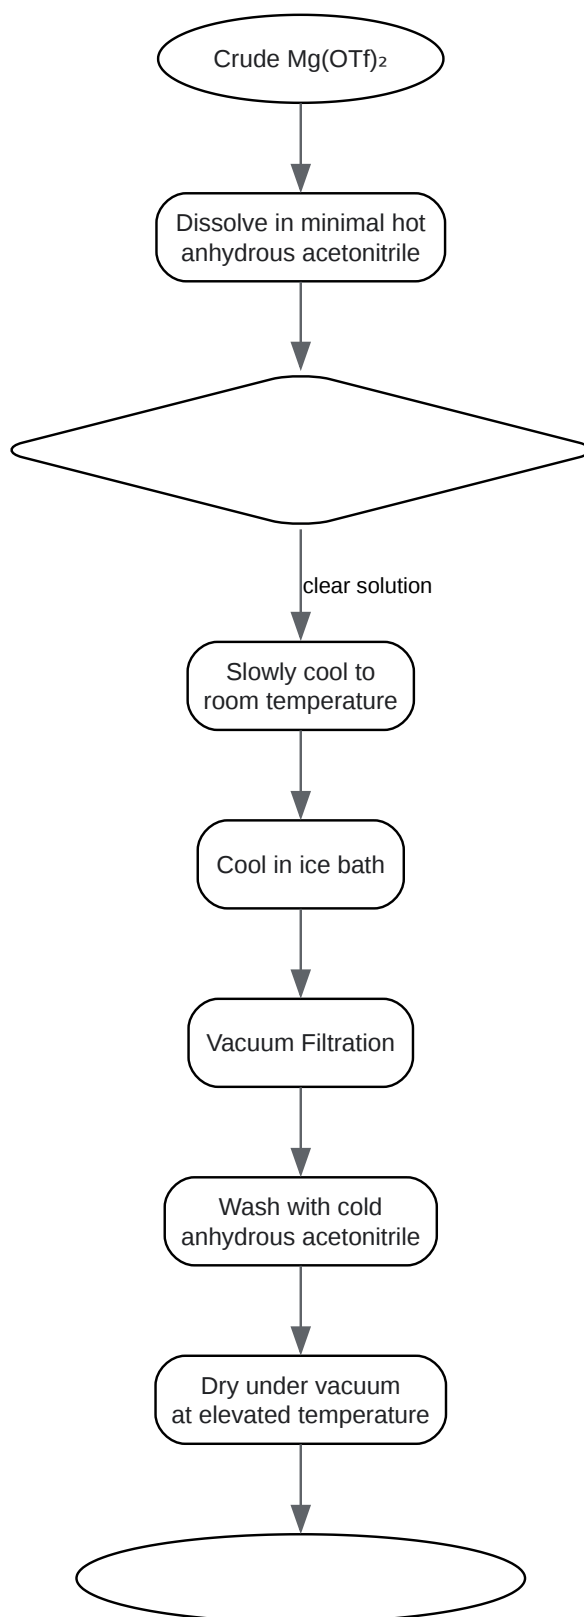 Crude Mg(OTf)₂
Dissolve in minimal hot
anhydrous acetonitrile
clear solution
Slowly cool to
room temperature
Cool in ice bath
Vacuum Filtration
Wash with cold
anhydrous acetonitrile
Dry under vacuum
at elevated temperature